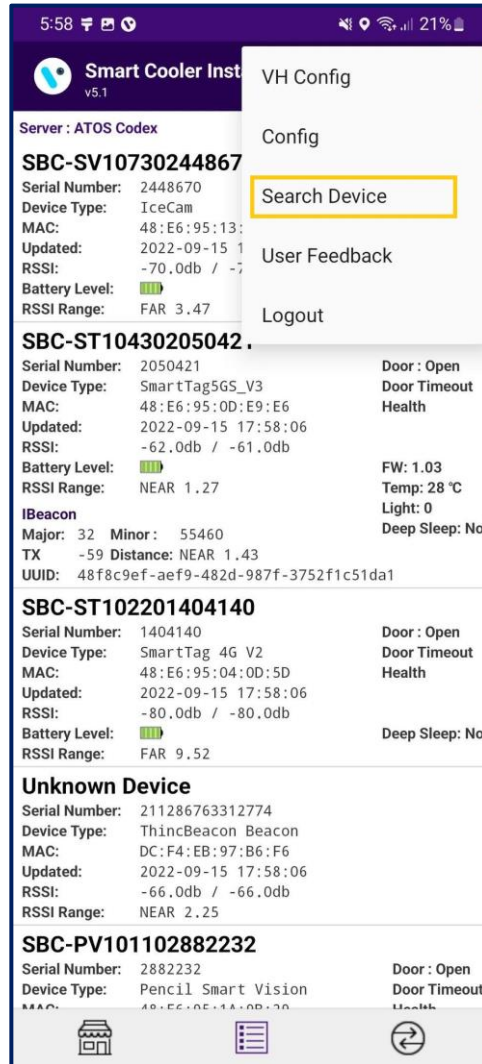 5:58 21%
Smart Cooler Inst
v5.1
VH Config
Config
Search Device
User Feedback
Logout
Server : ATOS Codex
SBC-SV10730244867
Serial Number: 2448670
Device Type: IceCam
MAC: 48:E6:95:13:
Updated: 2022-09-15 1
RSSI: -70.0db / -7
Battery Level:
RSSI Range: FAR 3.47
SBC-ST10430205042
Serial Number: 2050421 Door : Open
Device Type: SmartTag5GS_V3 Door Timeout
MAC: 48:E6:95:0D:E9:E6 Health
Updated: 2022-09-15 17:58:06
RSSI: -62.0db / -61.0db
Battery Level: FW: 1.03
RSSI Range: NEAR 1.27 Temp: 28 °C
Light: 0
IBeacon Deep Sleep: No
Major: 32 Minor : 55460
TX -59 Distance: NEAR 1.43
UUID: 48f8c9ef-aef9-482d-987f-3752f1c51da1
SBC-ST102201404140
Serial Number: 1404140 Door : Open
Device Type: SmartTag 4G V2 Door Timeout
MAC: 48:E6:95:04:0D:5D Health
Updated: 2022-09-15 17:58:06
RSSI: -80.0db / -80.0db
Battery Level: Deep Sleep: No
RSSI Range: FAR 9.52
Unknown Device
Serial Number: 211286763312774
Device Type: ThincBeacon Beacon
MAC: DC:F4:EB:97:B6:F6
Updated: 2022-09-15 17:58:06
RSSI: -66.0db / -66.0db
RSSI Range: NEAR 2.25
SBC-PV101102882232
Serial Number: 2882232 Door : Open
Device Type: Pencil Smart Vision Door Timeout